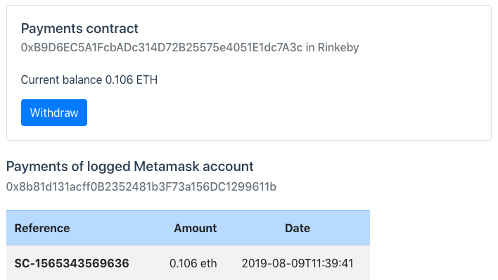 Payments contract
0xB9D6EC5A1FcbADc314D72B25575e4051E1dc7A3c in Rinkeby
Current balance 0.106 ETH
Withdraw
Payments of logged Metamask account
0x8b81d131acff0B2352481b3F73a156DC1299611b
Reference Amount Date
SC-1565343569636 0.106 eth 2019-08-09T11:39:41